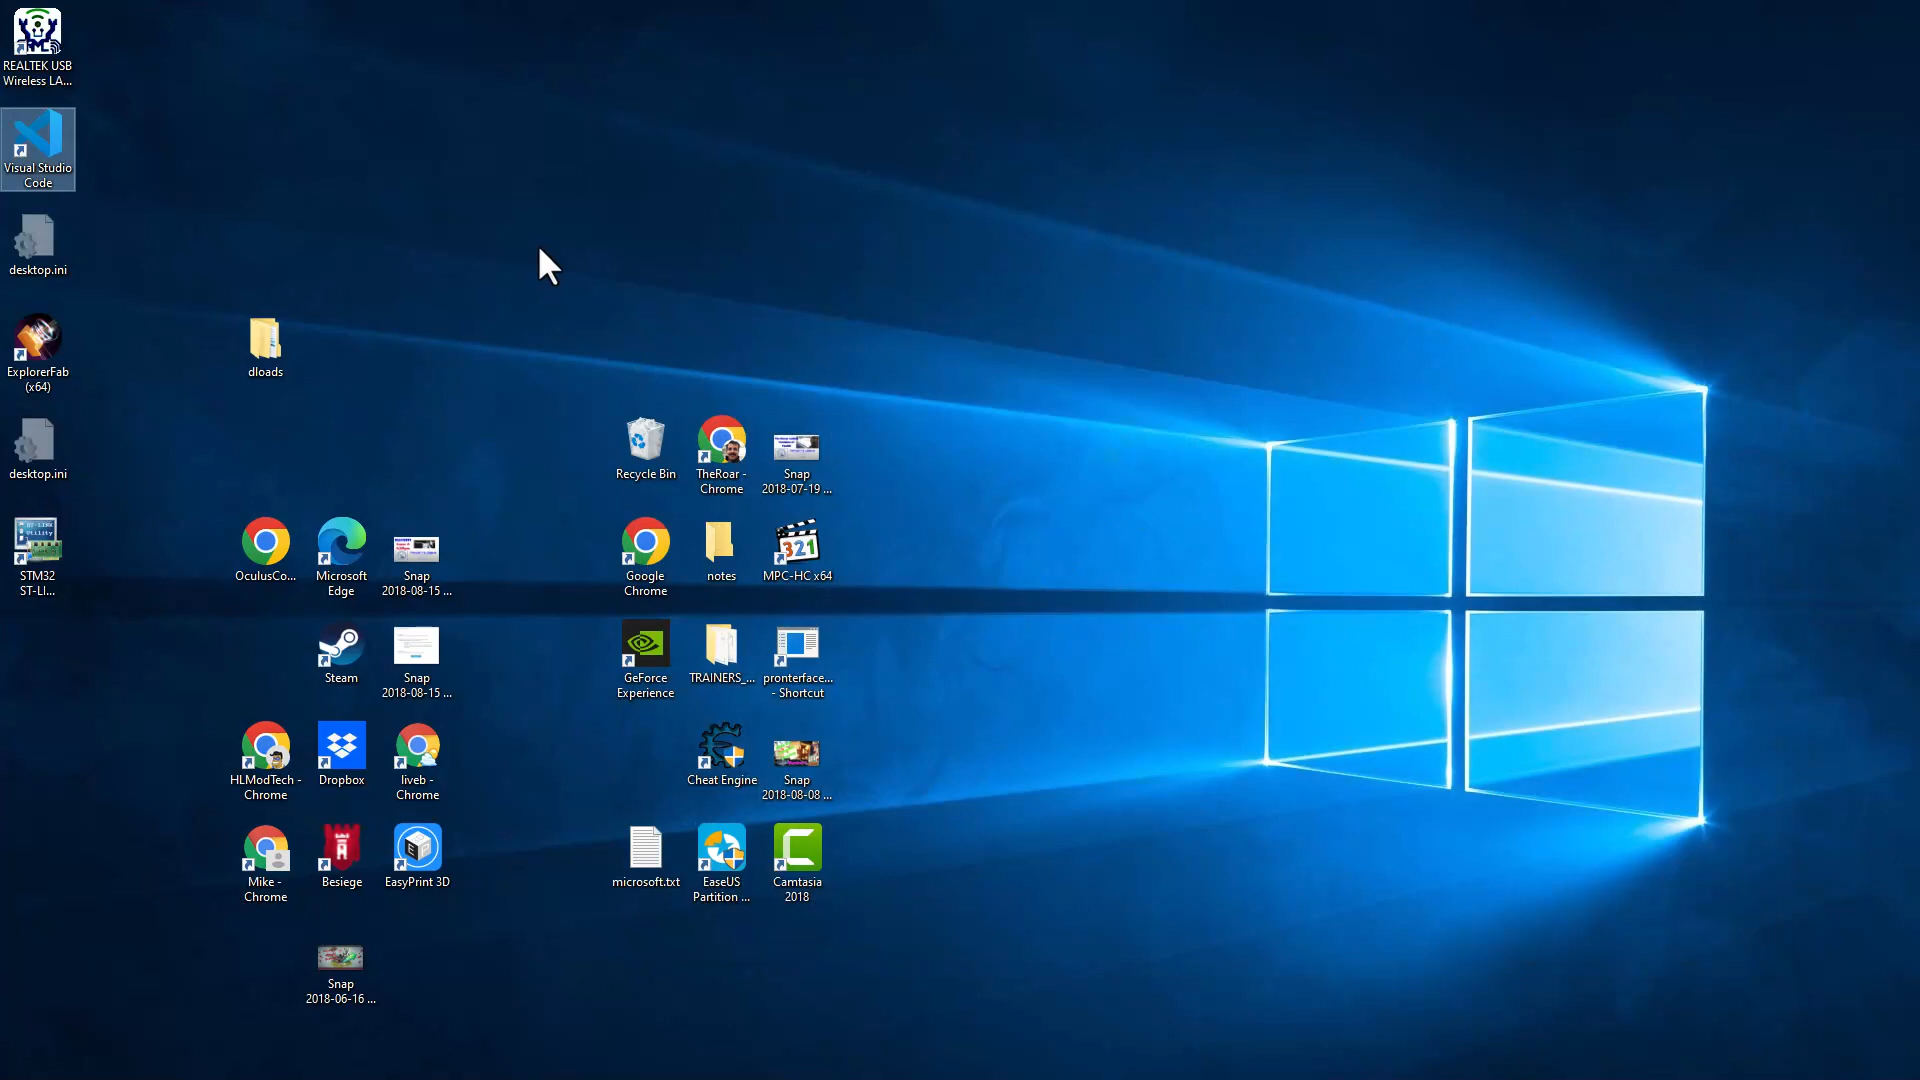 REALTEK USB
Wireless LA...
Visual Studio
Code
desktop.ini
ExplorerFab
(x64)
desktop.ini
STM32
ST-LI...
dloads
OculusCo...
Microsoft
Edge
Snap
2018-08-15 ...
Steam
Snap
2018-08-15 ...
HLModTech -
Chrome
Dropbox
liveb -
Chrome
Mike -
Chrome
Besiege
EasyPrint 3D
Snap
2018-06-16 ...
Recycle Bin
TheRoar -
Chrome
Snap
2018-07-19 ...
Google
Chrome
notes
321
MPC-HC x64
GeForce
Experience
TRAINERS_...
pronterface...
- Shortcut
Cheat Engine
Snap
2018-08-08 ...
microsoft.txt
EaseUS
Partition ...
Camtasia
2018